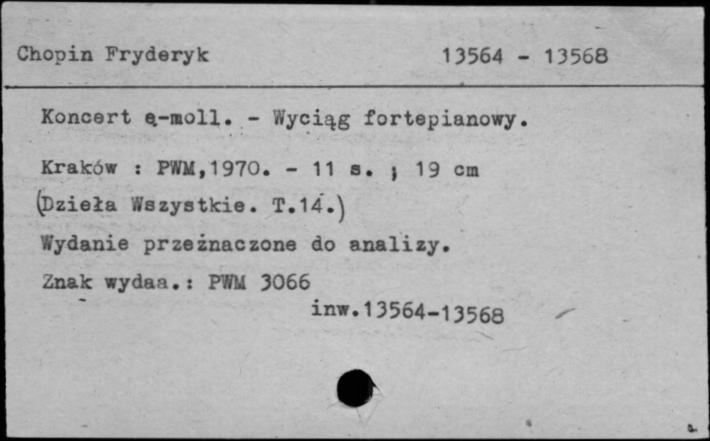 Chopin Fryderyk 13564 - 13568
Koncert e-moll. - Wyciąg fortepianowy.
Kraków : PWM,1970. - 11 s. ; 19 cm
(Dzieła Wszystkie. T.14.)
Wydanie przeznaczone do analizy.
Znak wydaa.: PWM 3066
inw.13564-13568